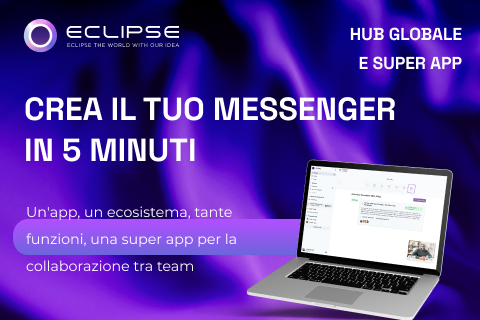 ECLIPSE
ECLIPSE THE WORLD WITH OUR IDEA
HUB GLOBALE
E SUPER APP
CREA IL TUO MESSENGER
IN 5 MINUTI
Un'app, un ecosistema, tante
funzioni, una super app per la
collaborazione tra team